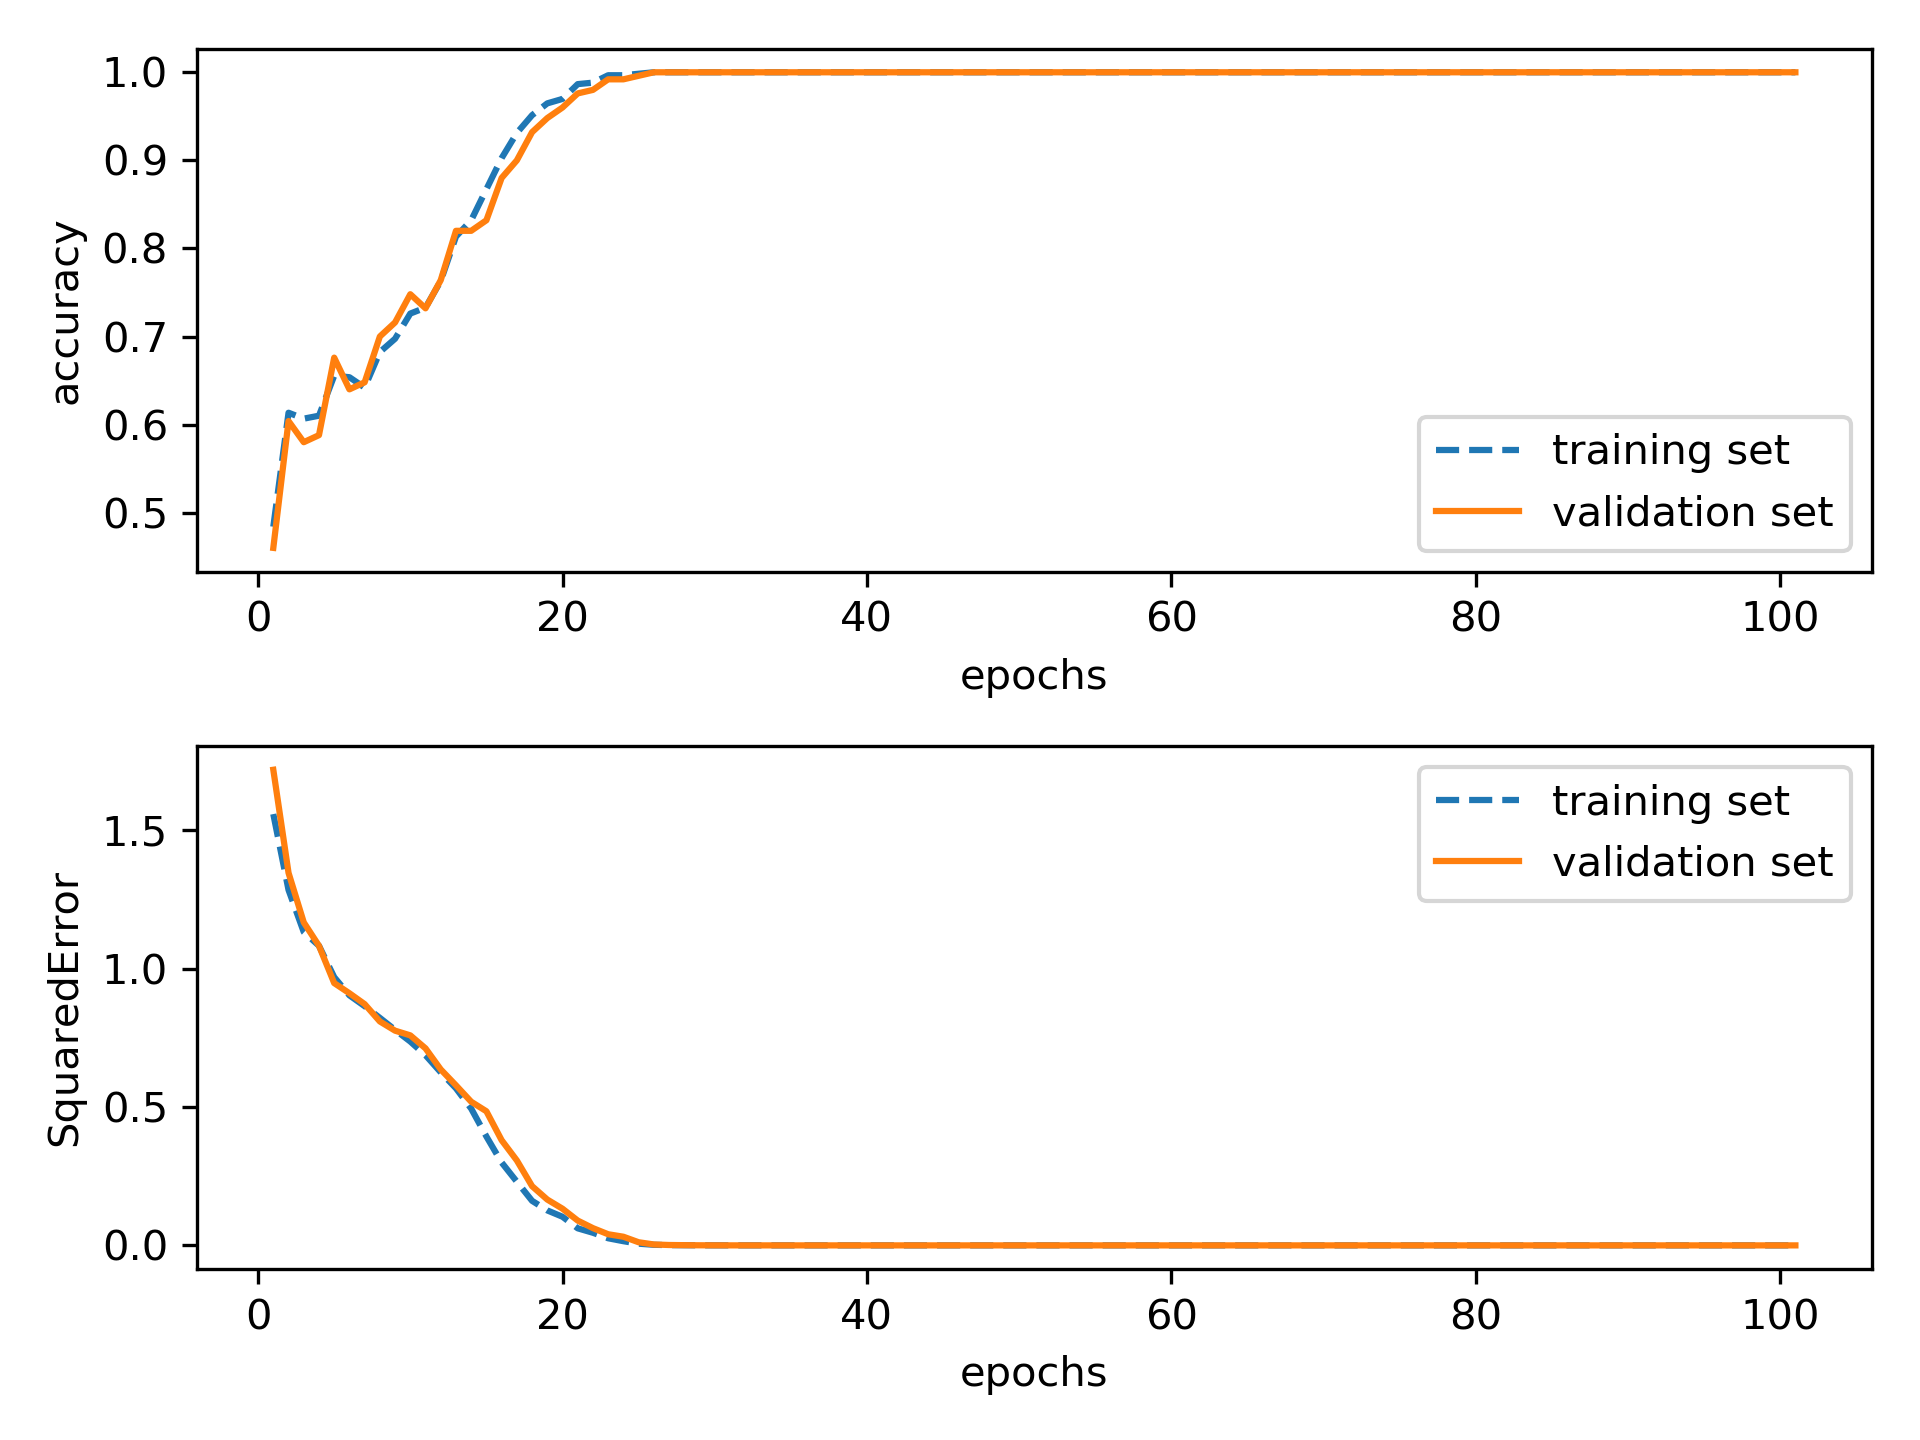 1.0
0.9
0.8
0.7
0.6
0.5
accuracy
training set
validation set
0 20 40 60 80 100
epochs
1.5
1.0
0.5
0.0
SquaredError
training set
validation set
0 20 40 60 80 100
epochs